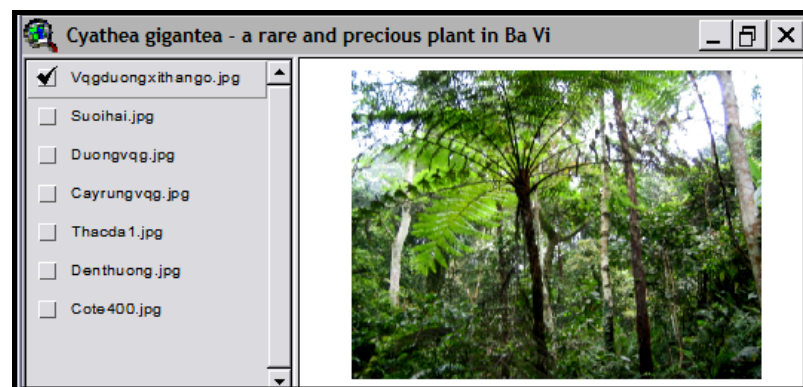 Cyathea gigantea - a rare and precious plant in Ba Vi
Vqgduongxithango.jpg
Suoihai.jpg
Duongvqg.jpg
Cayrungvqg.jpg
Thacda1.jpg
Denthuong.jpg
Cote400.jpg